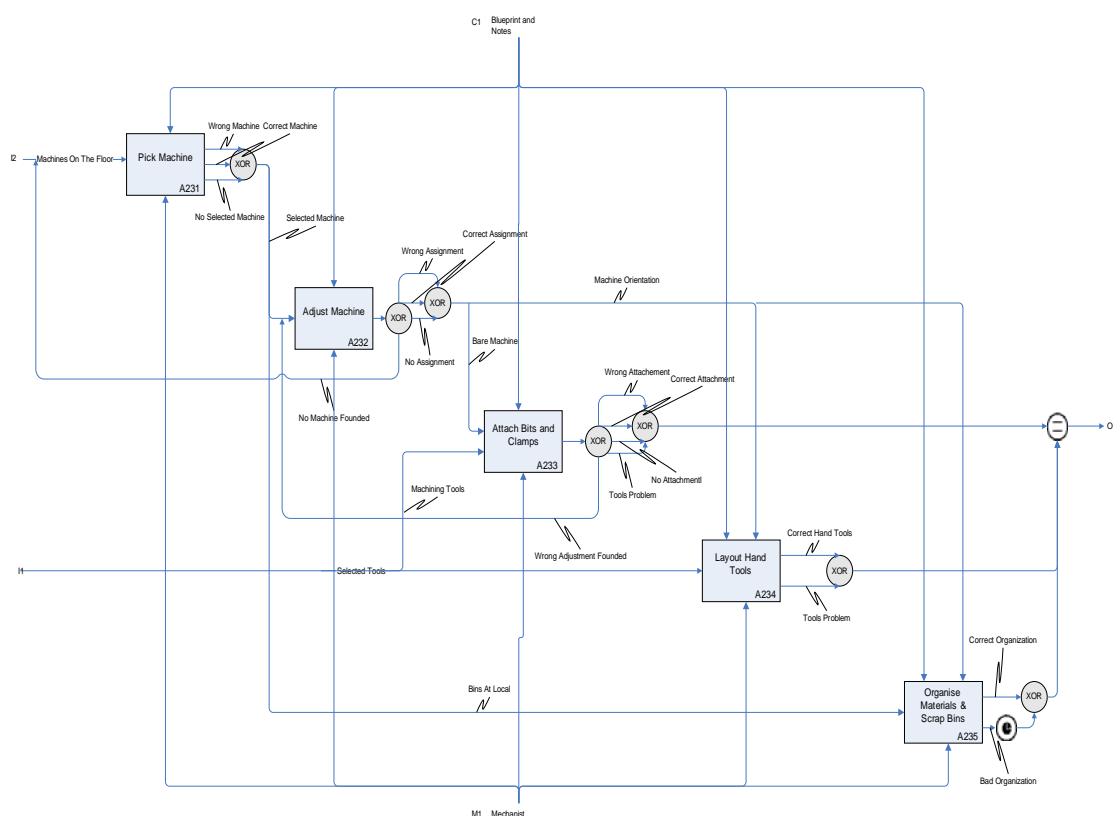 C1 Blueprint and
Notes
Wrong Machine Correct Machine
I2 Machines On The Floor
Pick Machine
XOR
A231
No Selected Machine
Selected Machine
Correct Assignment
Wrong Assignment
Machine Orientation
Adjust Machine
XOR
XOR
A232
Bare Machine
No Assignment
Wrong Attachement
Correct Attachment
No Machine Founded
Attach Bits and
Clamps
XOR
XOR
O
A233
No Attachmentl
Machining Tools
Tools Problem
Wrong Adjustment Founded
Correct Hand Tools
Layout Hand
Tools
I1
Selected Tools
XOR
A234
Tools Problem
Correct Organization
Bins At Local
Organise
Materials &
Scrap Bins
XOR
A235
Bad Organization
M1 Mechanist